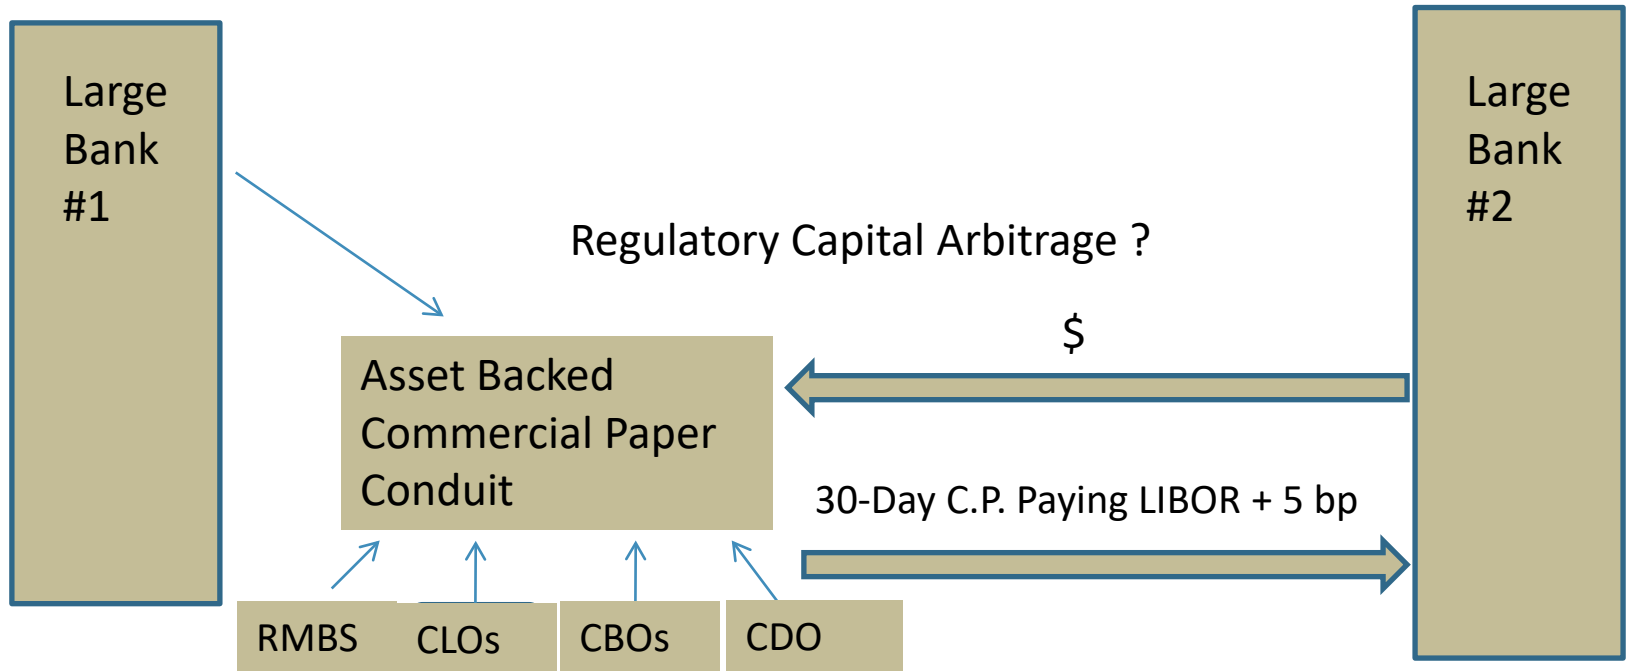 Large
Bank
#1
Large
Bank
#2
Regulatory Capital Arbitrage ?
$
Asset Backed
Commercial Paper
Conduit
30-Day C.P. Paying LIBOR + 5 bp
RMBS
CLOs
CBOs
CDO